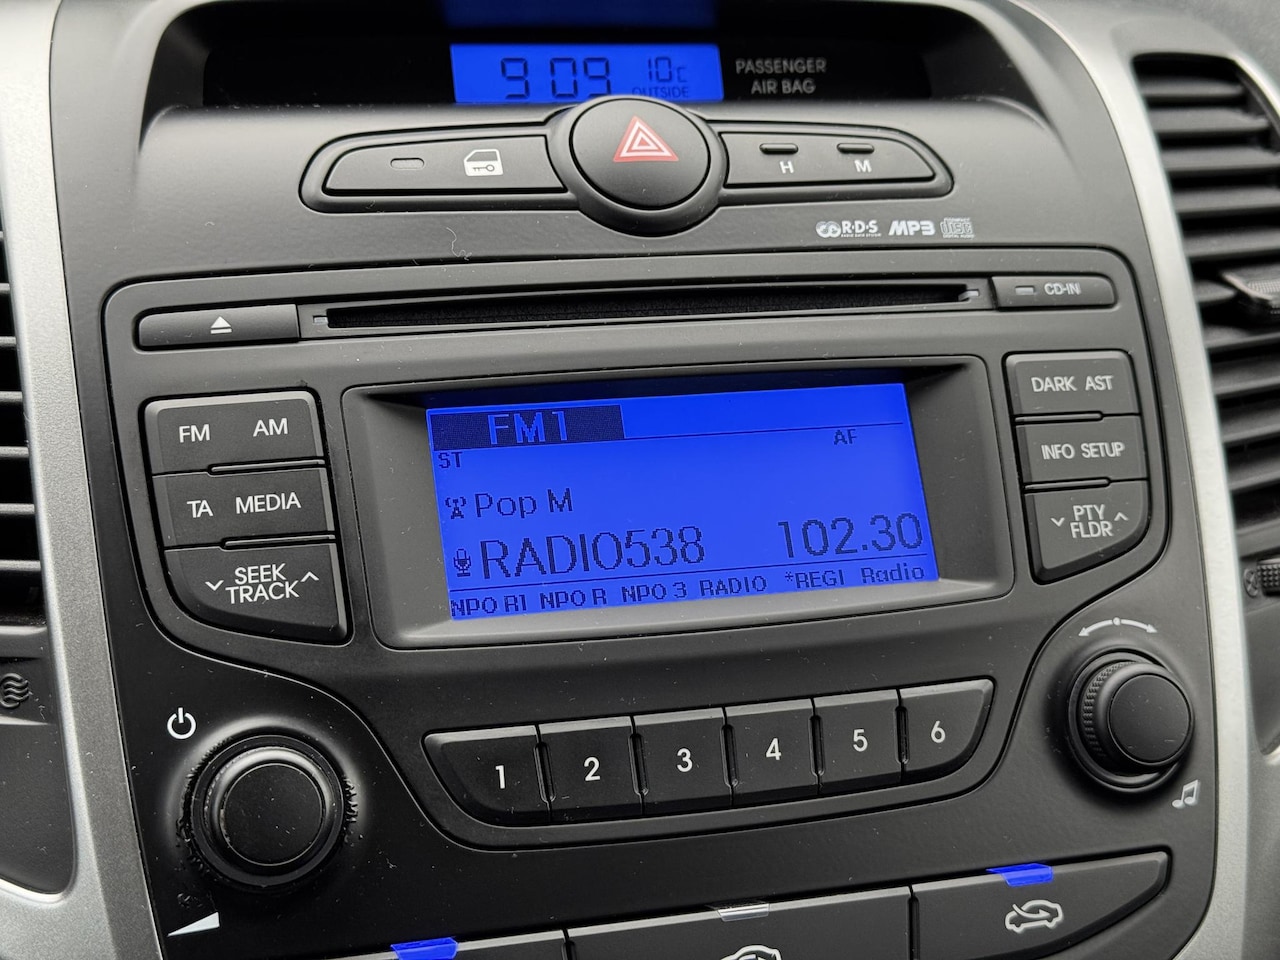 9:09 10c
OUTSIDE
PASSENGER
AIR BAG
H M
R·D·S MP3
CD-IN
FM AM
TA MEDIA
SEEK
TRACK
FM1
ST
AF
Pop M
RADIO538 102.30
NPO R1 NPO R NPO 3 RADIO *REGI Radio
DARK AST
INFO SETUP
PTY
FLDR
1 2 3 4 5 6